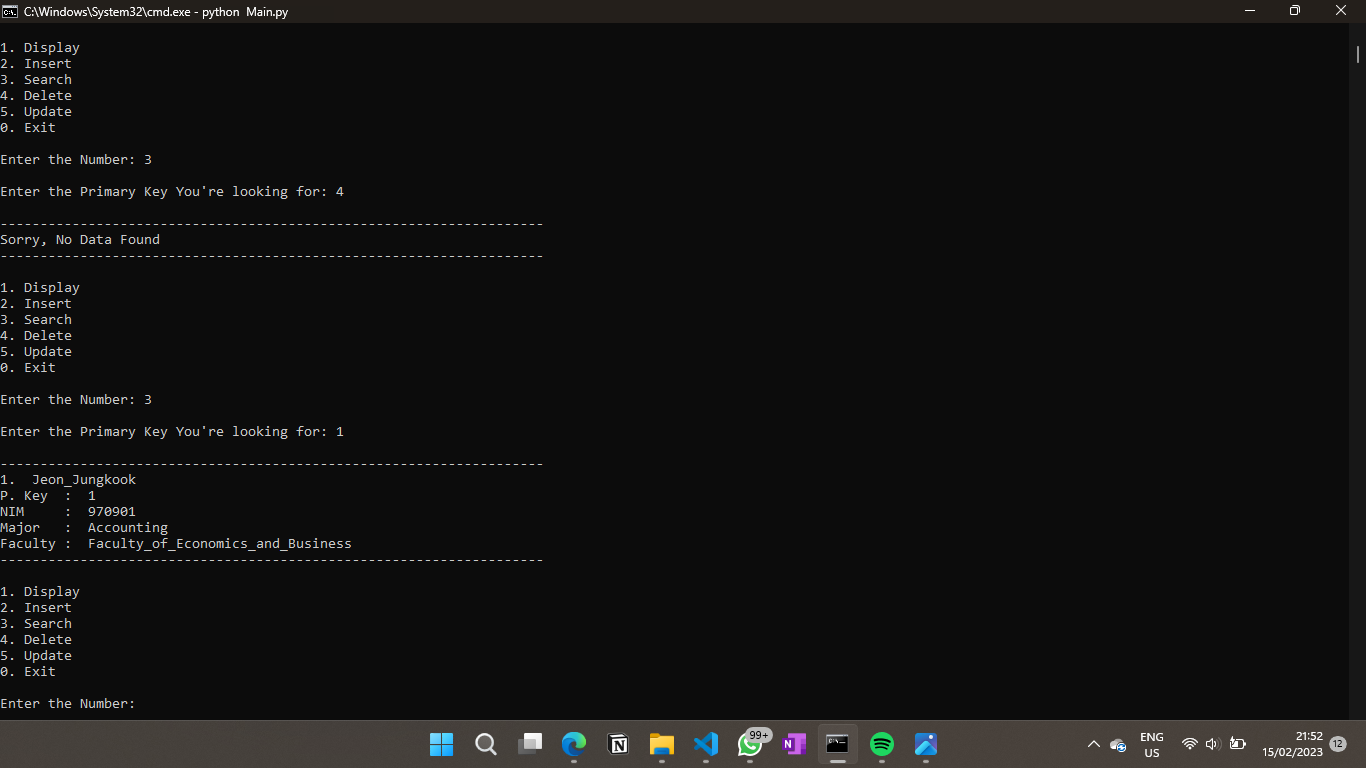 C:\Windows\System32\cmd.exe - python  Main.py
1. Display
2. Insert
3. Search
4. Delete
5. Update
0. Exit
Enter the Number: 3
Enter the Primary Key You're looking for: 4
--------------------------------------------------------------------
Sorry, No Data Found
--------------------------------------------------------------------
1. Display
2. Insert
3. Search
4. Delete
5. Update
0. Exit
Enter the Number: 3
Enter the Primary Key You're looking for: 1
--------------------------------------------------------------------
1.  Jeon_Jungkook
P. Key  :  1
NIM     :  970901
Major   :  Accounting
Faculty :  Faculty_of_Economics_and_Business
--------------------------------------------------------------------
1. Display
2. Insert
3. Search
4. Delete
5. Update
0. Exit
Enter the Number:
99+
ENG
US
21:52
15/02/2023
12